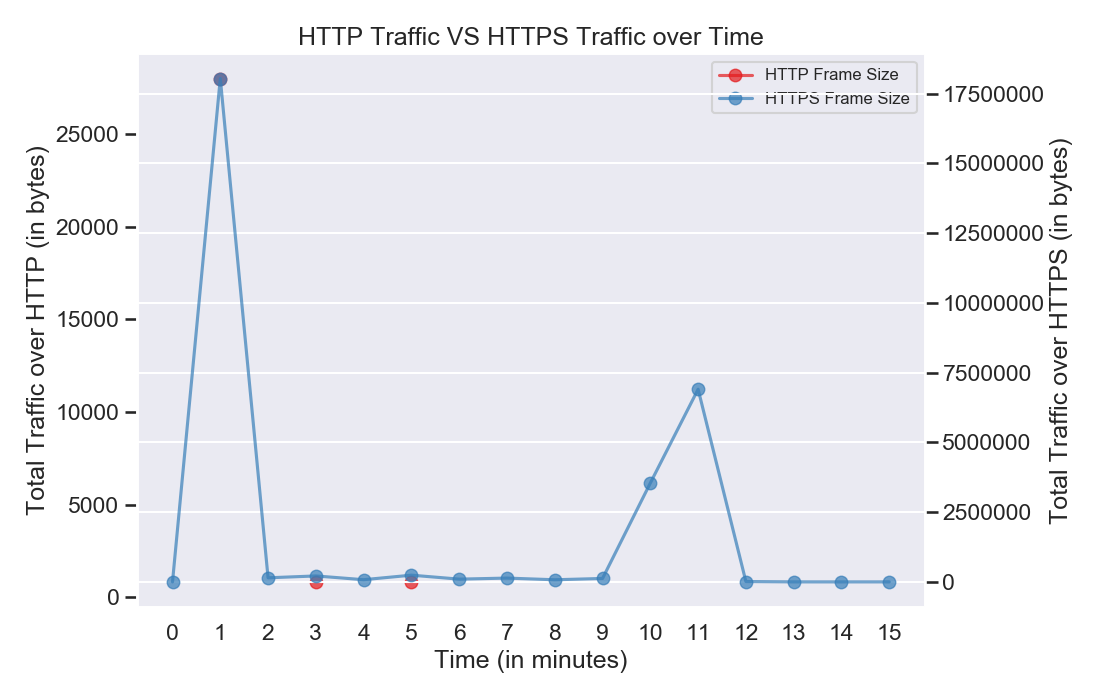 HTTP Traffic VS HTTPS Traffic over Time
HTTP Frame Size
HTTPS Frame Size
Total Traffic over HTTP (in bytes)
25000
20000
15000
10000
5000
0
17500000
15000000
12500000
10000000
7500000
5000000
2500000
0
Total Traffic over HTTPS (in bytes)
0 1 2 3 4 5 6 7 8 9 10 11 12 13 14 15
Time (in minutes)